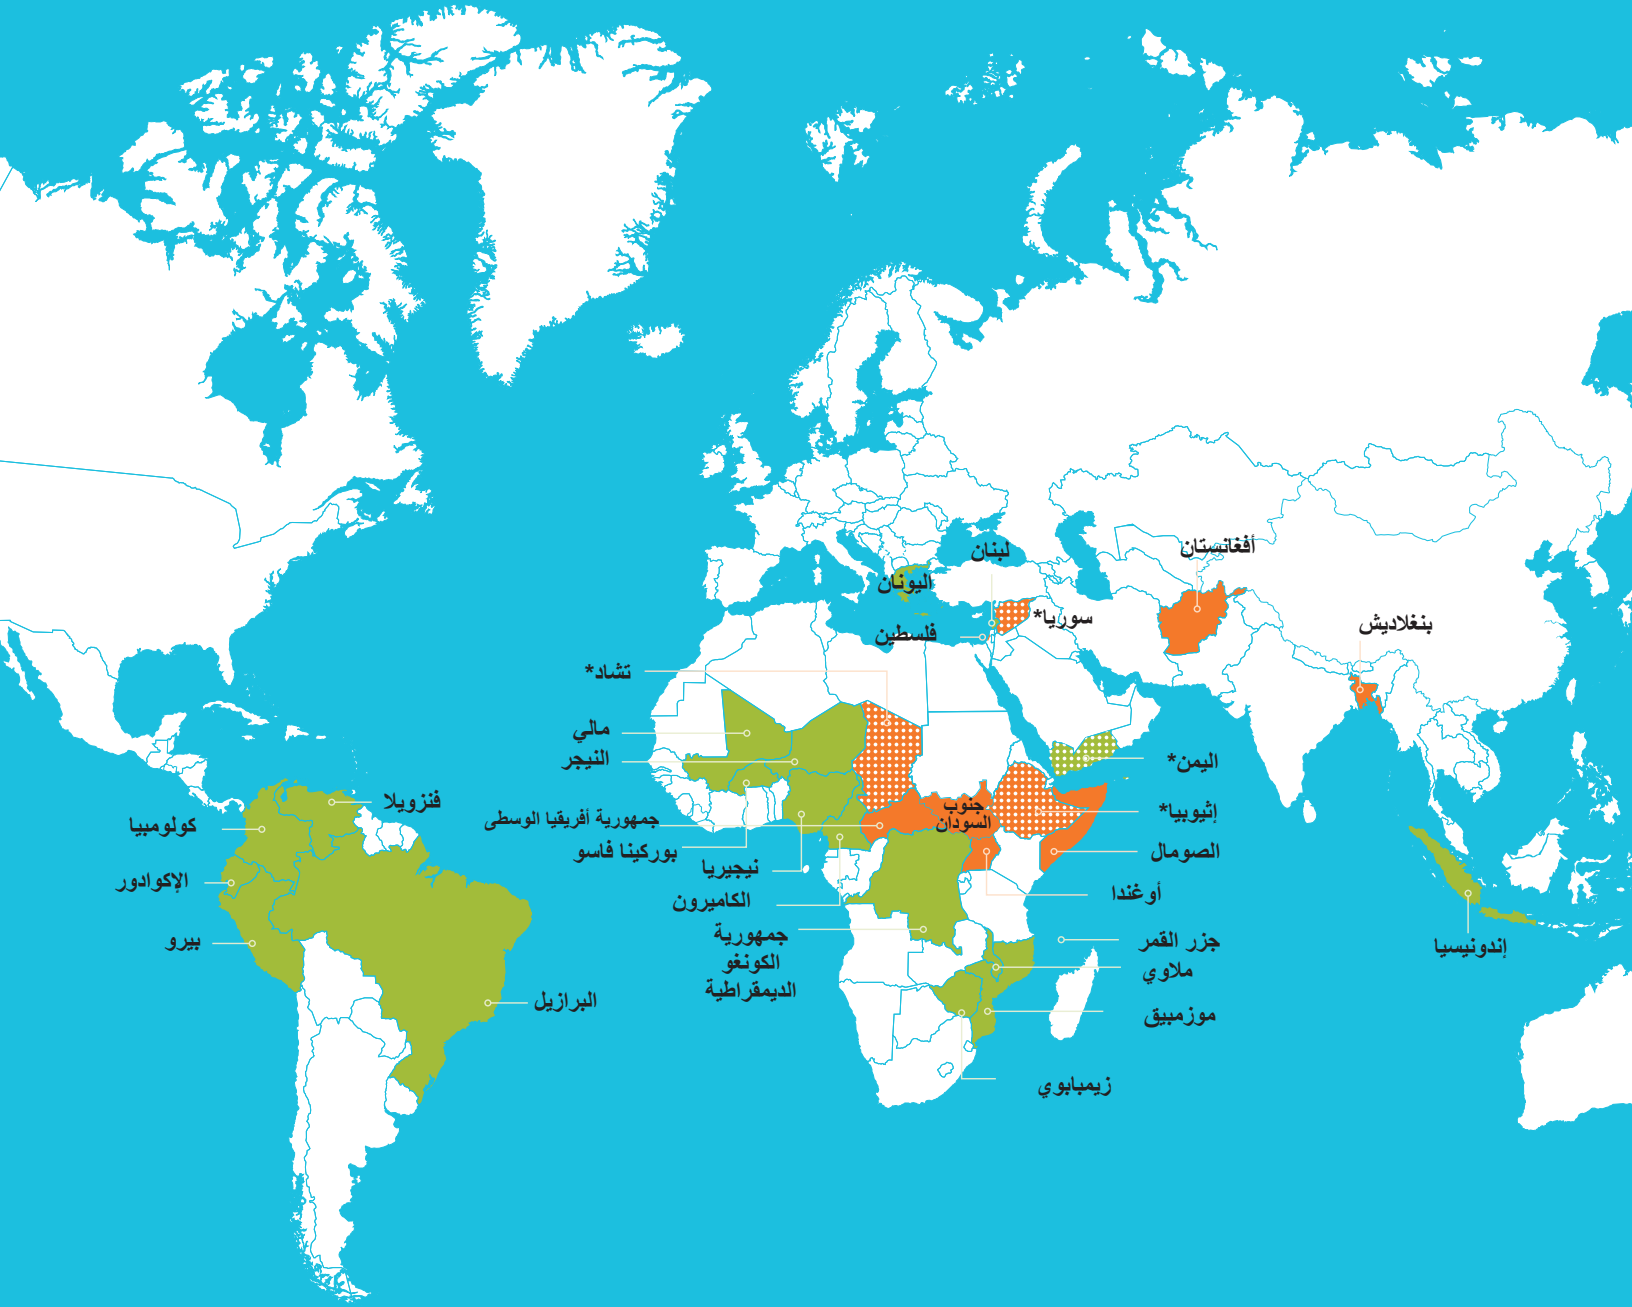 لبنان
أفغانستان
اليونان
سوريا*
بنغلاديش
فلسطين
تشاد*
مالي
النيجر
اليمن*
فنزويلا
كولومبيا
جنوب
السودان
إثيوبيا*
جمهورية أفريقيا الوسطى
بوركينا فاسو
الصومال
نيجيريا
الإكوادور
أوغندا
الكاميرون
بيرو
جمهورية
الكونغو
الديمقراطية
جزر القمر
ملاوي
إندونيسيا
البرازيل
موزمبيق
زيمبابوي